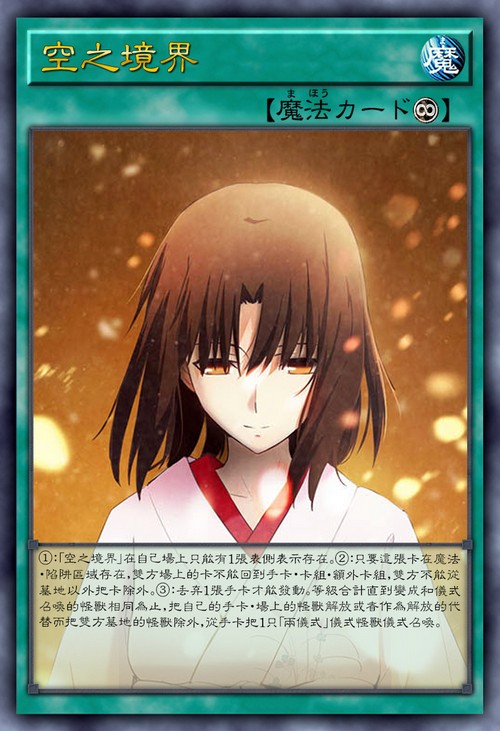 空之境界
魔
【魔法カード】
ま ほう
①:「空之境界」在自己場上只能有1張表側表示存在。②:只要這張卡在魔法
・陷阱區域存在,雙方場上的卡不能回到手卡・卡組・額外卡組,雙方不能從
墓地以外把卡除外。③:丟弃1張手卡才能發動。等級合計直到變成和儀式
召喚的怪獸相同為止,把自己的手卡・場上的怪獸解放或者作為解放的代
替而把雙方墓地的怪獸除外,從手卡把1只「兩儀式」儀式怪獸儀式召喚。